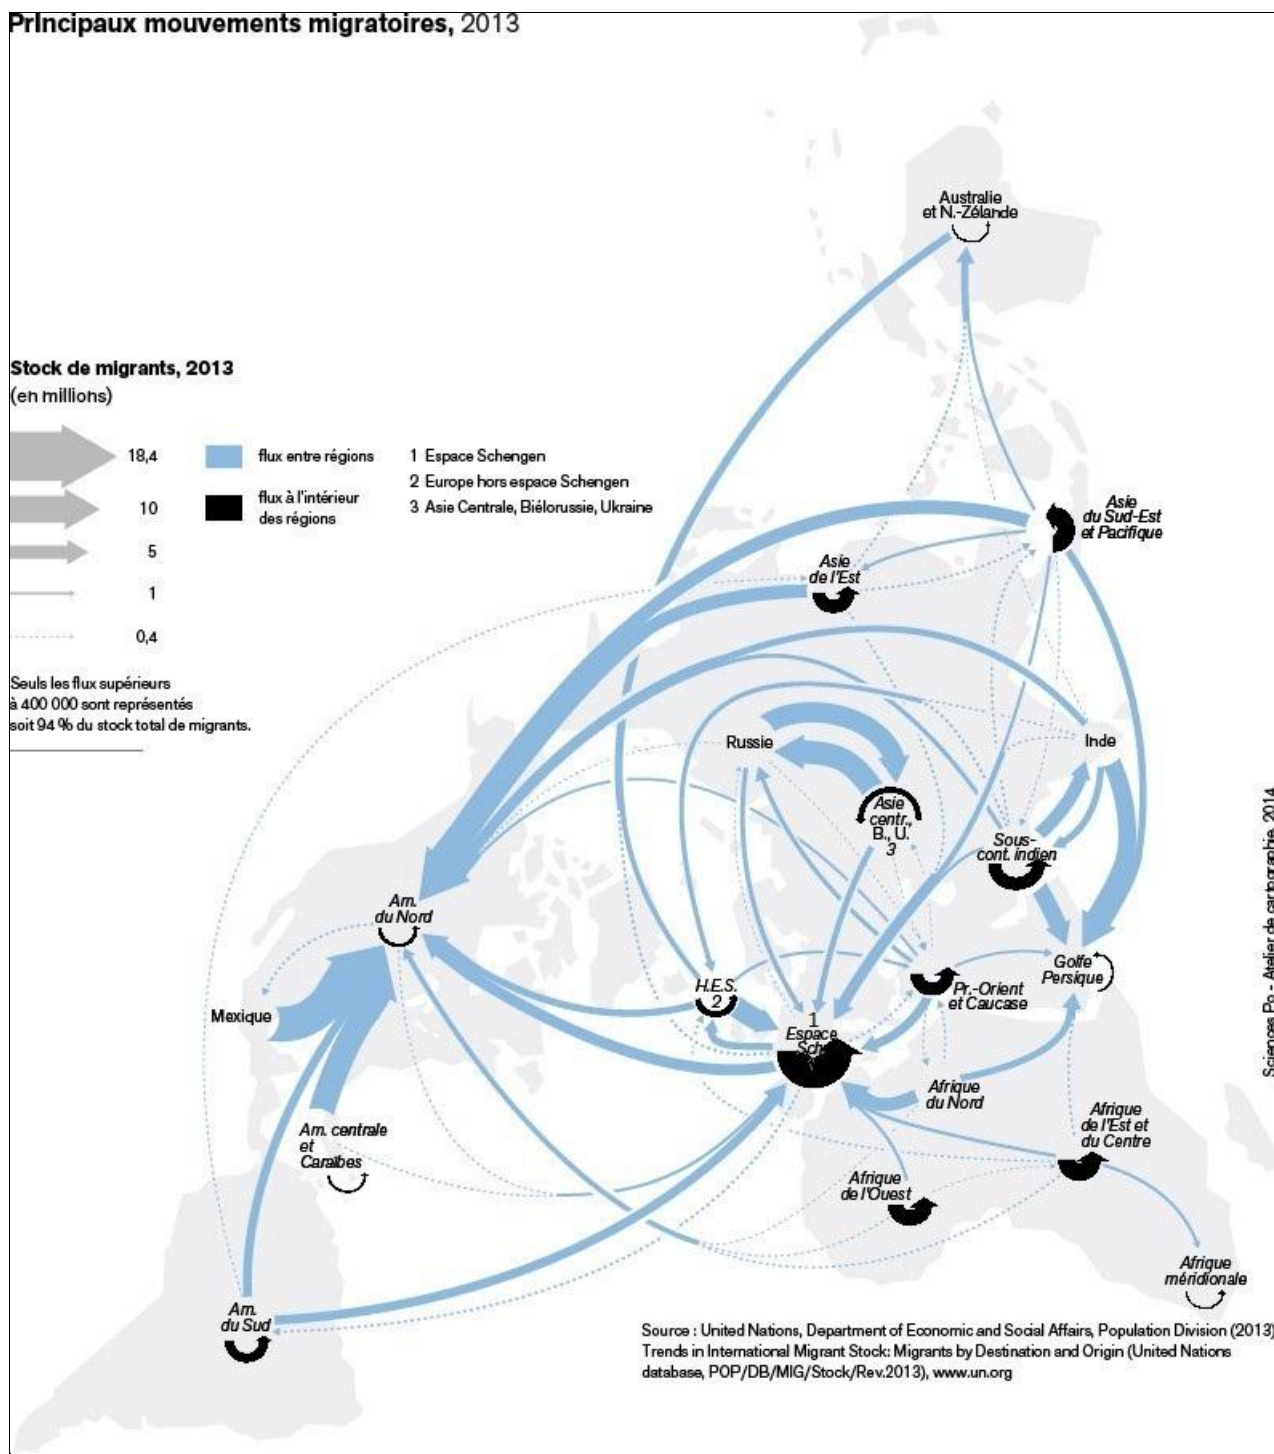 Principaux mouvements migratoires, 2013
Australie
et N.-Zélande
Stock de migrants, 2013
(en millions)
18,4
10
5
1
0,4
flux entre régions
flux à l'intérieur
des régions
1 Espace Schengen
2 Europe hors espace Schengen
3 Asie Centrale, Biélorussie, Ukraine
Seuls les flux supérieurs
à 400 000 sont représentés
soit 94 % du stock total de migrants.
Asie
du Sud-Est
et Pacifique
Asie
de l'Est
Russie
Inde
Asie
centr.,
B., U.
3
Sous-
cont. indien
Am.
du Nord
Golfe
Persique
H.E.S.
2
Pr.-Orient
et Caucase
Mexique
1
Espace
Sch.
Afrique
du Nord
Afrique
de l'Est et
du Centre
Am. centrale
et
Caraïbes
Afrique
de l'Ouest
Afrique
méridionale
Am.
du Sud
Sciences Po - Atelier de cartographie, 2014
Source : United Nations, Department of Economic and Social Affairs, Population Division (2013)
Trends in International Migrant Stock: Migrants by Destination and Origin (United Nations
database, POP/DB/MIG/Stock/Rev.2013), www.un.org